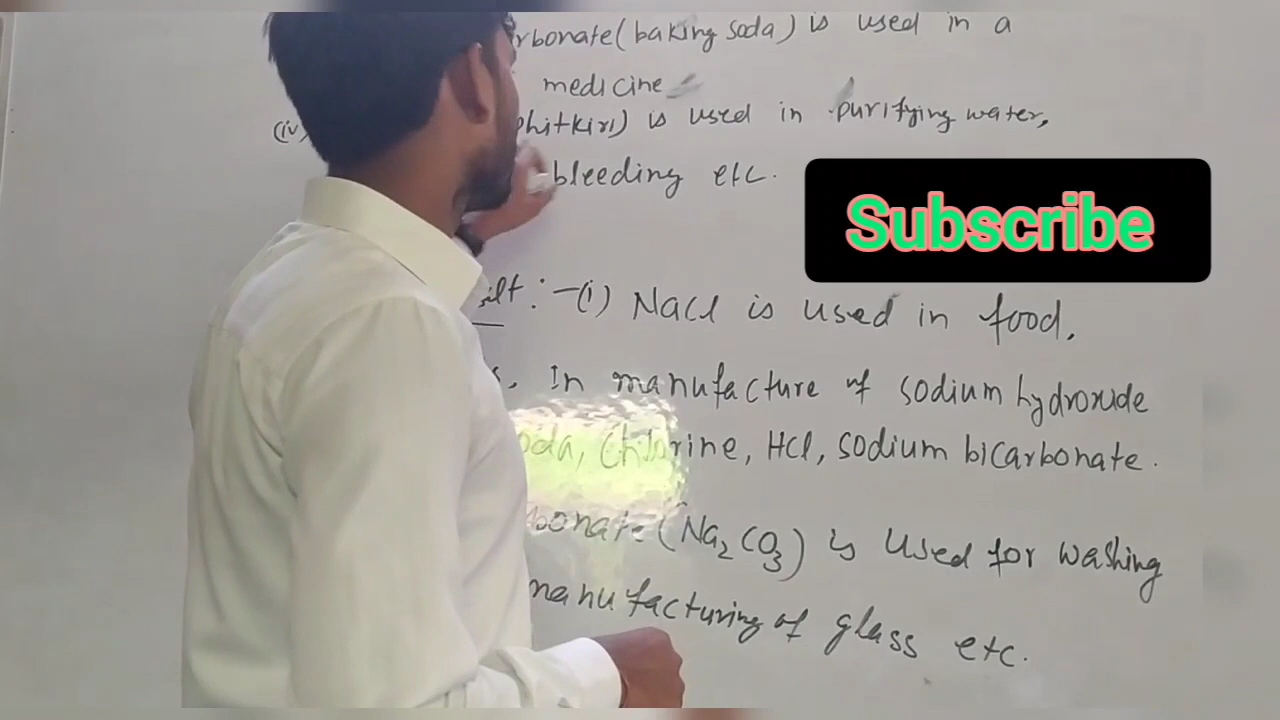 rbonate (baking soda) is used in a
medicine
(iv) phitkiri) is used in purifying water,
bleeding etc.
Subscribe
alt :- (i) NaCl is used in food.
s. In manufacture of sodium hydroxide
oda, Chlorine, HCl, sodium bicarbonate.
bonate (Na₂CO₃) is used for washing
manufacturing of glass etc.